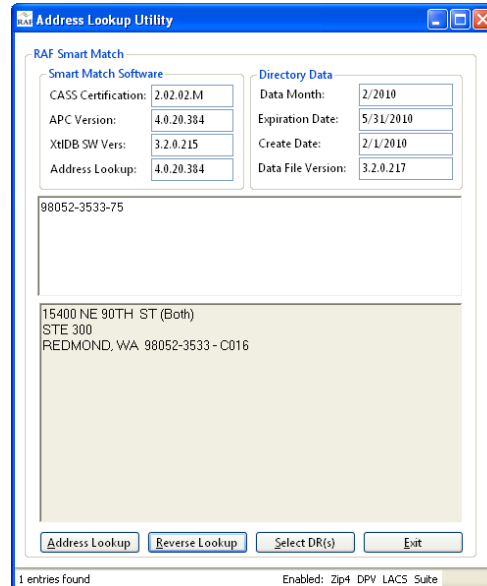 RAF Address Lookup Utility
RAF Smart Match
Smart Match Software
CASS Certification: 2.02.02.M
APC Version: 4.0.20.384
XtlDB SW Vers: 3.2.0.215
Address Lookup: 4.0.20.384
Directory Data
Data Month: 2/2010
Expiration Date: 5/31/2010
Create Date: 2/1/2010
Data File Version: 3.2.0.217
98052-3533-75
15400 NE 90TH  ST (Both)
STE 300
REDMOND, WA  98052-3533 - C016
Address Lookup Reverse Lookup Select DR(s) Exit
1 entries found Enabled: Zip4 DPV LACS Suite